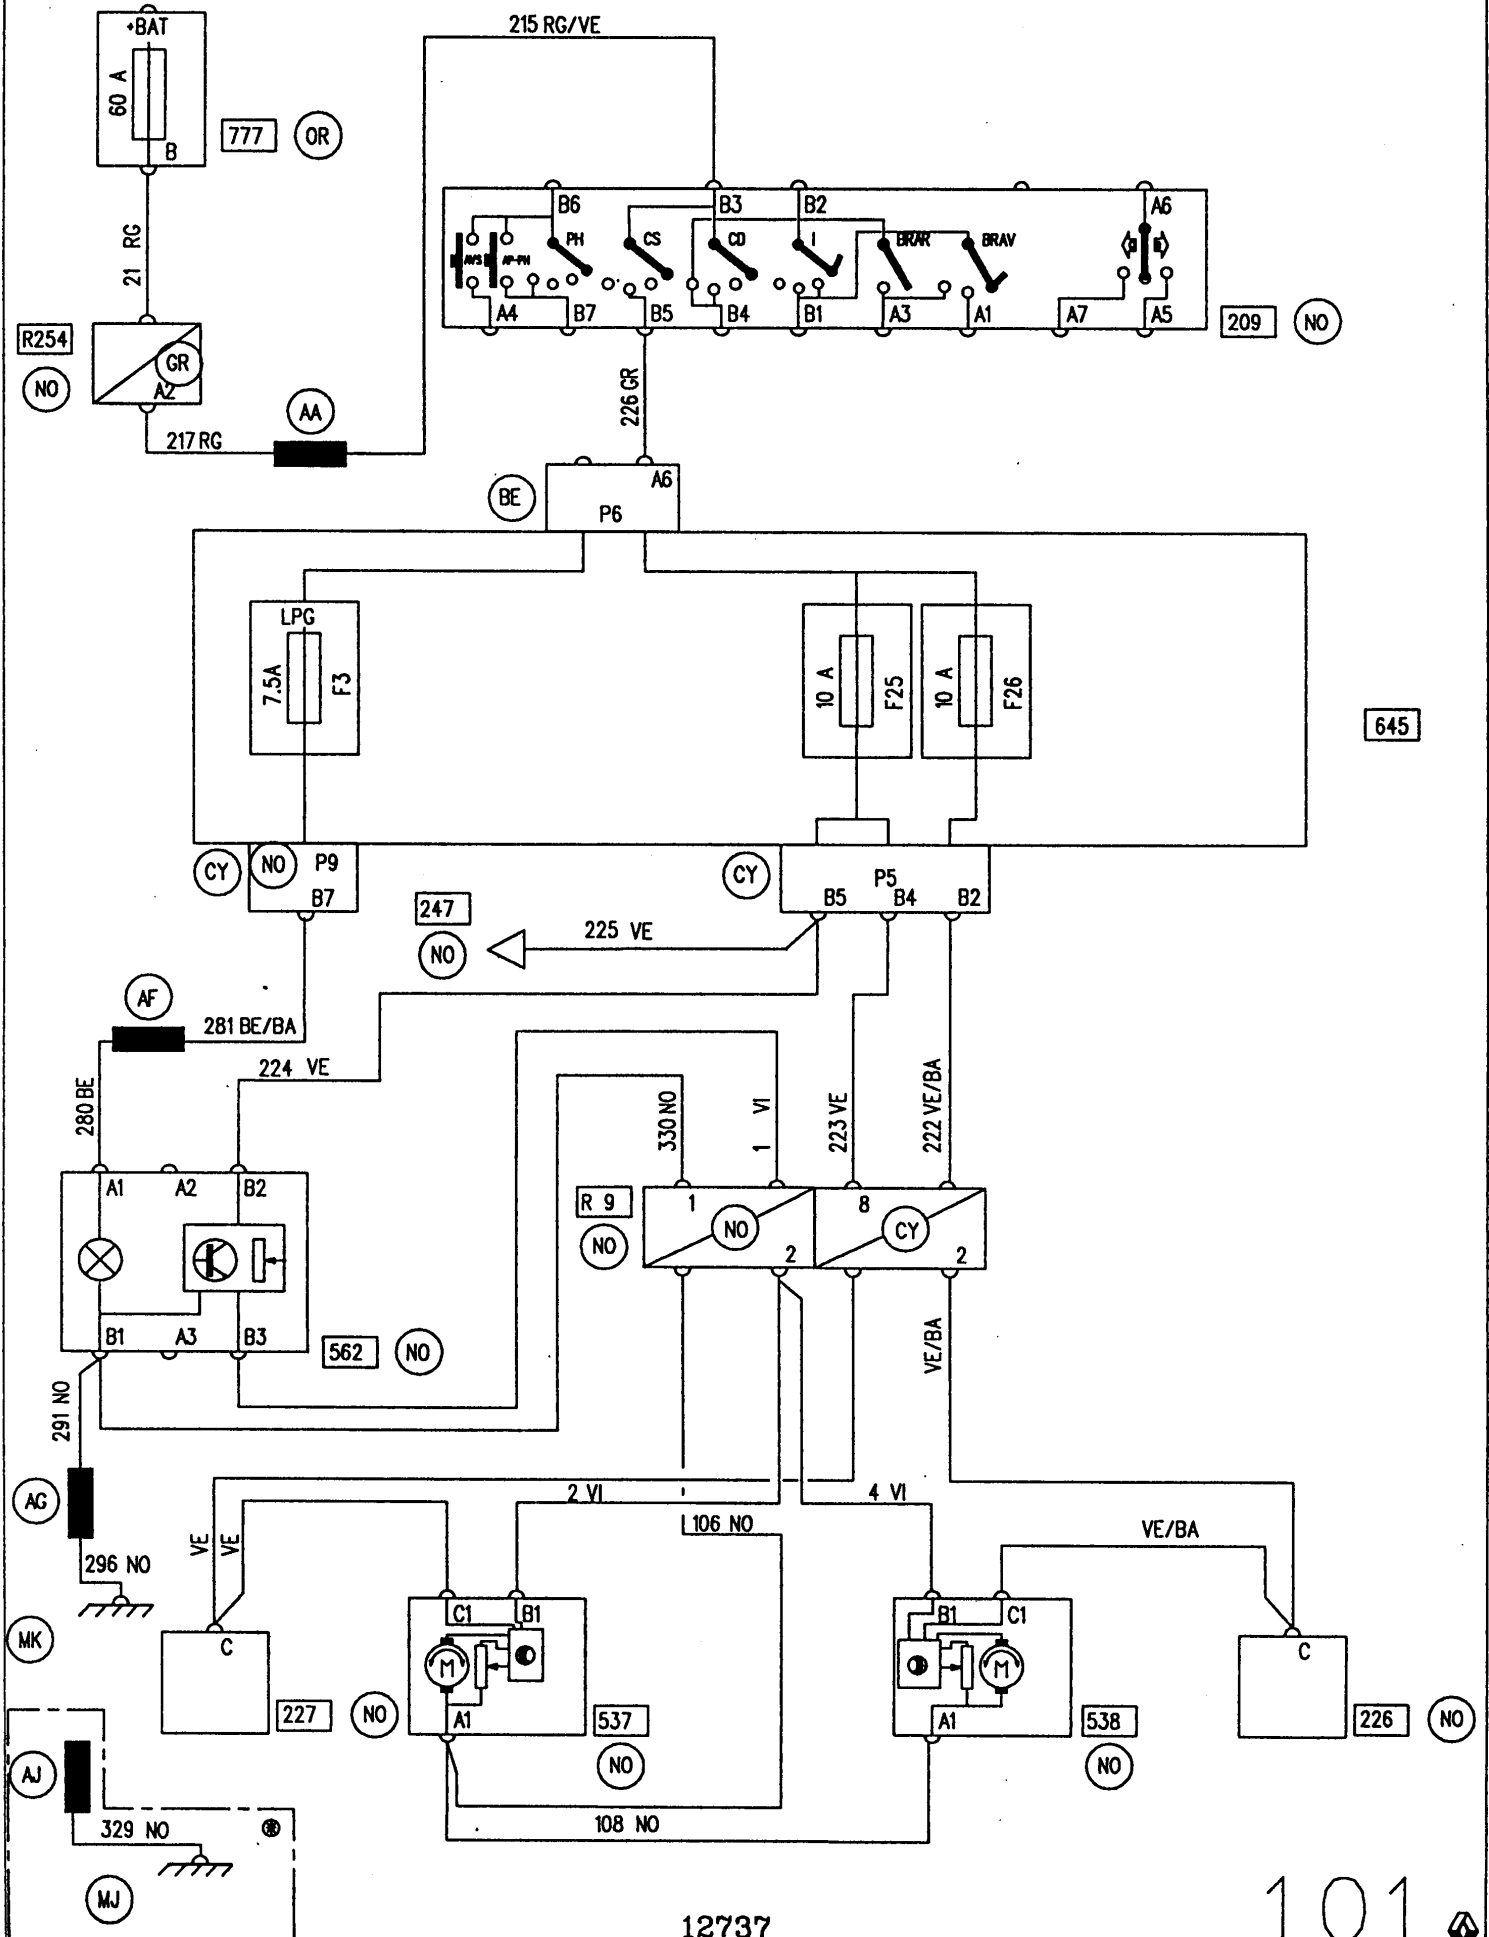 +BAT
60 A
B
777
OR
215 RG/VE
21 RG
R254
NO
GR
A2
217 RG
AA
B6
B3
B2
A6
AVS
AP-PH
PH
CS
CD
I
BRAR
BRAV
A4
B7
B5
B4
B1
A3
A1
A7
A5
209
NO
226 GR
BE
A6
P6
LPG
7.5A
F3
10 A
F25
10 A
F26
645
CY
NO
P9
B7
CY
P5
B5
B4
B2
247
NO
225 VE
AF
281 BE/BA
224 VE
280 BE
330 NO
1 VI
223 VE
222 VE/BA
A1
A2
B2
R 9
NO
1
NO
2
8
CY
2
B1
A3
B3
562
NO
VE/BA
291 NO
AG
296 NO
2 VI
4 VI
106 NO
VE
VE
VE/BA
MK
C
227
NO
C1
B1
M
A1
537
NO
B1
C1
M
A1
538
NO
C
226
NO
AJ
329 NO
108 NO
MJ
12737
101